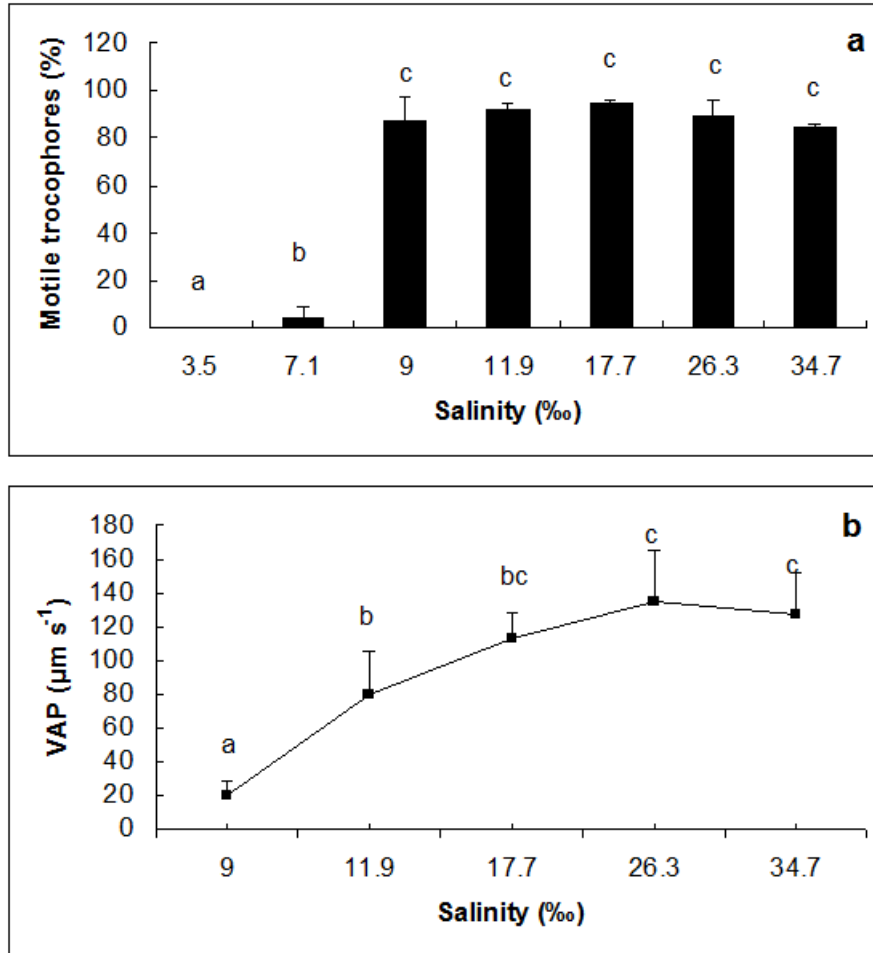 a
Motile trocophores (%)
120
100
80
60
40
20
0
a
b
c
c
c
c
c
3.5 7.1 9 11.9 17.7 26.3 34.7
Salinity (‰)
b
VAP (µm s⁻¹)
180
160
140
120
100
80
60
40
20
0
a
b
bc
c
c
9 11.9 17.7 26.3 34.7
Salinity (‰)